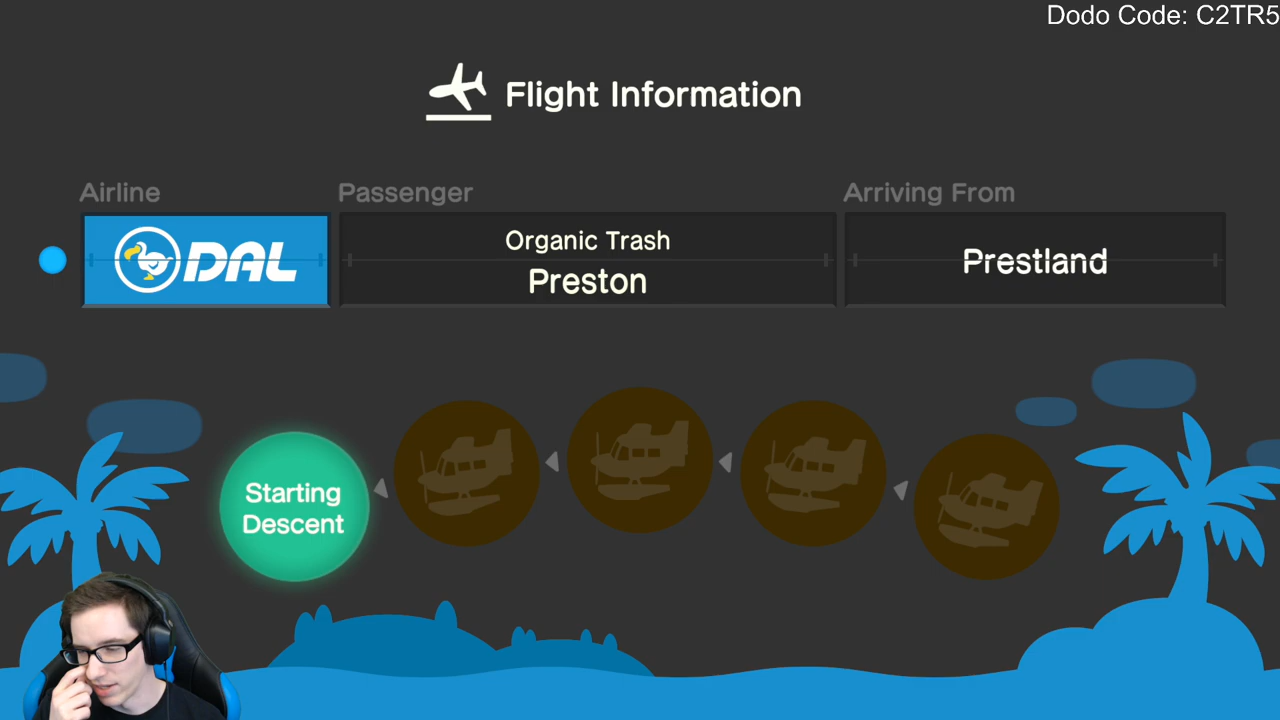 Dodo Code: C2TR5
Flight Information
Airline
Passenger
Arriving From
DAL
Organic Trash
Preston
Prestland
Starting
Descent